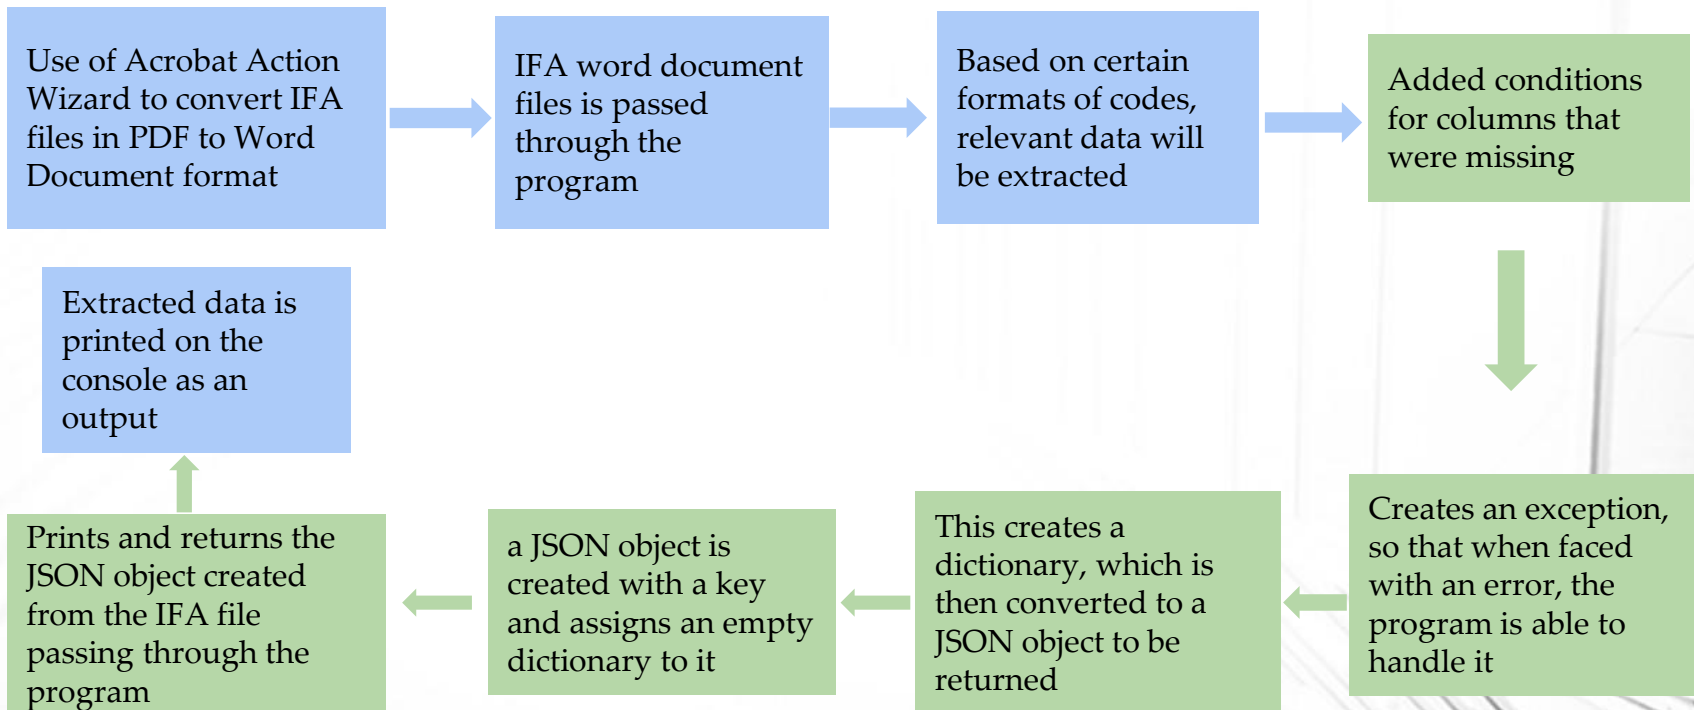 Use of Acrobat Action
Wizard to convert IFA
files in PDF to Word
Document format
IFA word document
files is passed
through the
program
Based on certain
formats of codes,
relevant data will
be extracted
Added conditions
for columns that
were missing
Creates an exception,
so that when faced
with an error, the
program is able to
handle it
This creates a
dictionary, which is
then converted to a
JSON object to be
returned
a JSON object is
created with a key
and assigns an empty
dictionary to it
Prints and returns the
JSON object created
from the IFA file
passing through the
program
Extracted data is
printed on the
console as an
output